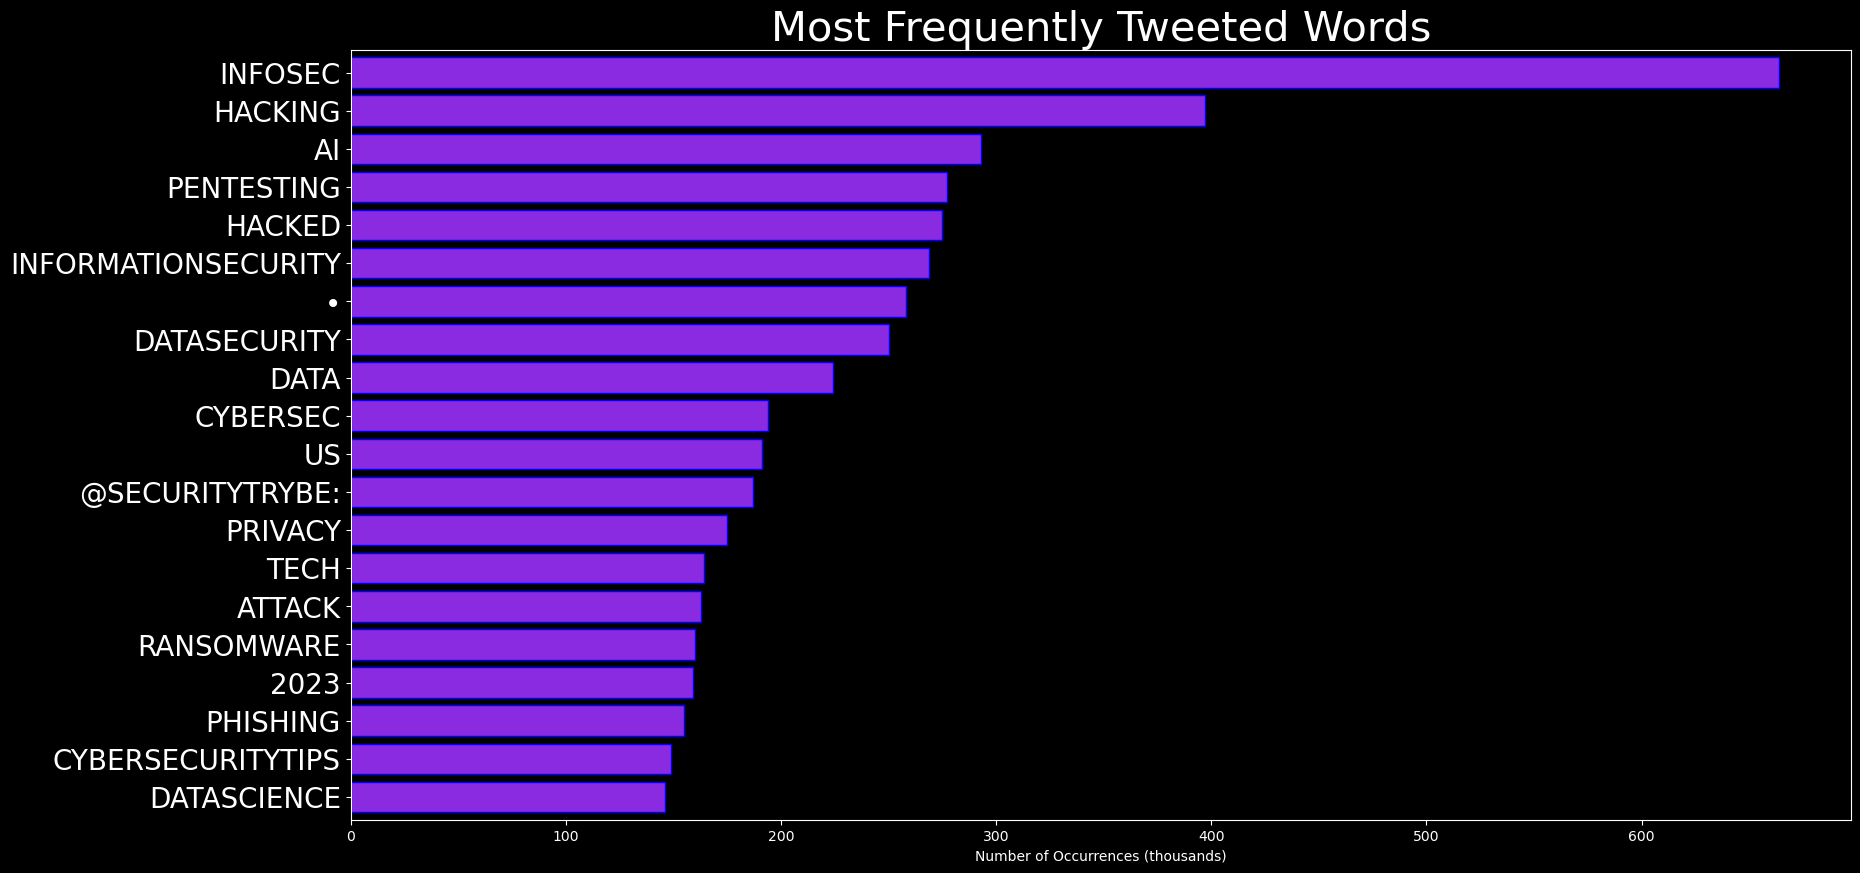 Most Frequently Tweeted Words
INFOSEC
HACKING
AI
PENTESTING
HACKED
INFORMATIONSECURITY
•
DATASECURITY
DATA
CYBERSEC
US
@SECURITYTRYBE:
PRIVACY
TECH
ATTACK
RANSOMWARE
2023
PHISHING
CYBERSECURITYTIPS
DATASCIENCE
0 100 200 300 400 500 600
Number of Occurrences (thousands)